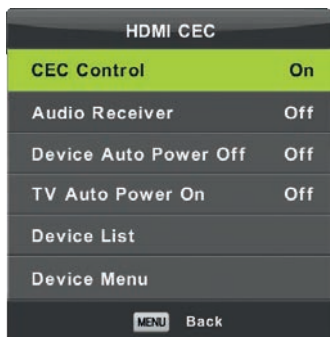 HDMI CEC
CEC Control On
Audio Receiver Off
Device Auto Power Off Off
TV Auto Power On Off
Device List
Device Menu
MENU Back